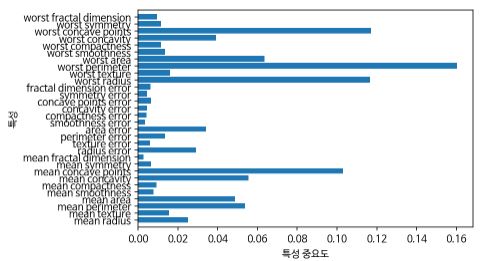 worst fractal dimension
worst symmetry
worst concave points
worst concavity
worst compactness
worst smoothness
worst area
worst perimeter
worst texture
worst radius
fractal dimension error
symmetry error
concave points error
concavity error
compactness error
smoothness error
area error
perimeter error
texture error
radius error
mean fractal dimension
mean symmetry
mean concave points
mean concavity
mean compactness
mean smoothness
mean area
mean perimeter
mean texture
mean radius
특성
0.00 0.02 0.04 0.06 0.08 0.10 0.12 0.14 0.16
특성 중요도